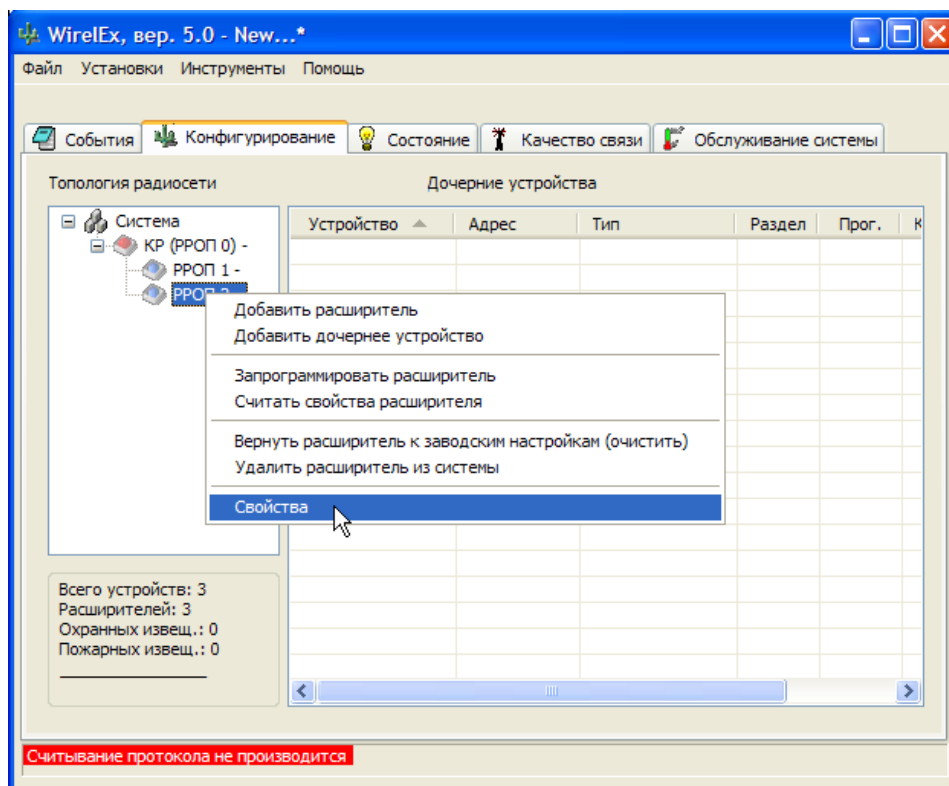 WirelEx, вер. 5.0 - New...*
Файл Установки Инструменты Помощь
События Конфигурирование Состояние Качество связи Обслуживание системы
Топология радиосети Дочерние устройства
Устройство Адрес Тип Раздел Прог. К
Система
КР (РРОП 0) -
РРОП 1 -
РРОП 2 -
Добавить расширитель
Добавить дочернее устройство
Запрограммировать расширитель
Считать свойства расширителя
Вернуть расширитель к заводским настройкам (очистить)
Удалить расширитель из системы
Свойства
Всего устройств: 3
Расширителей: 3
Охранных извещ.: 0
Пожарных извещ.: 0
Считывание протокола не производится